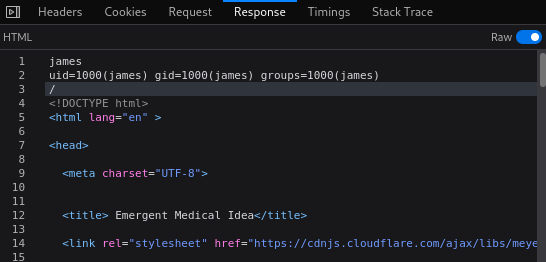 Headers Cookies Request Response Timings Stack Trace
HTML Raw
1 james
2 uid=1000(james) gid=1000(james) groups=1000(james)
3 /
4 <!DOCTYPE html>
5 <html lang="en" >
6
7 <head>
8
9 <meta charset="UTF-8">
10
11
12 <title> Emergent Medical Idea</title>
13
14 <link rel="stylesheet" href="https://cdnjs.cloudflare.com/ajax/libs/meye
15